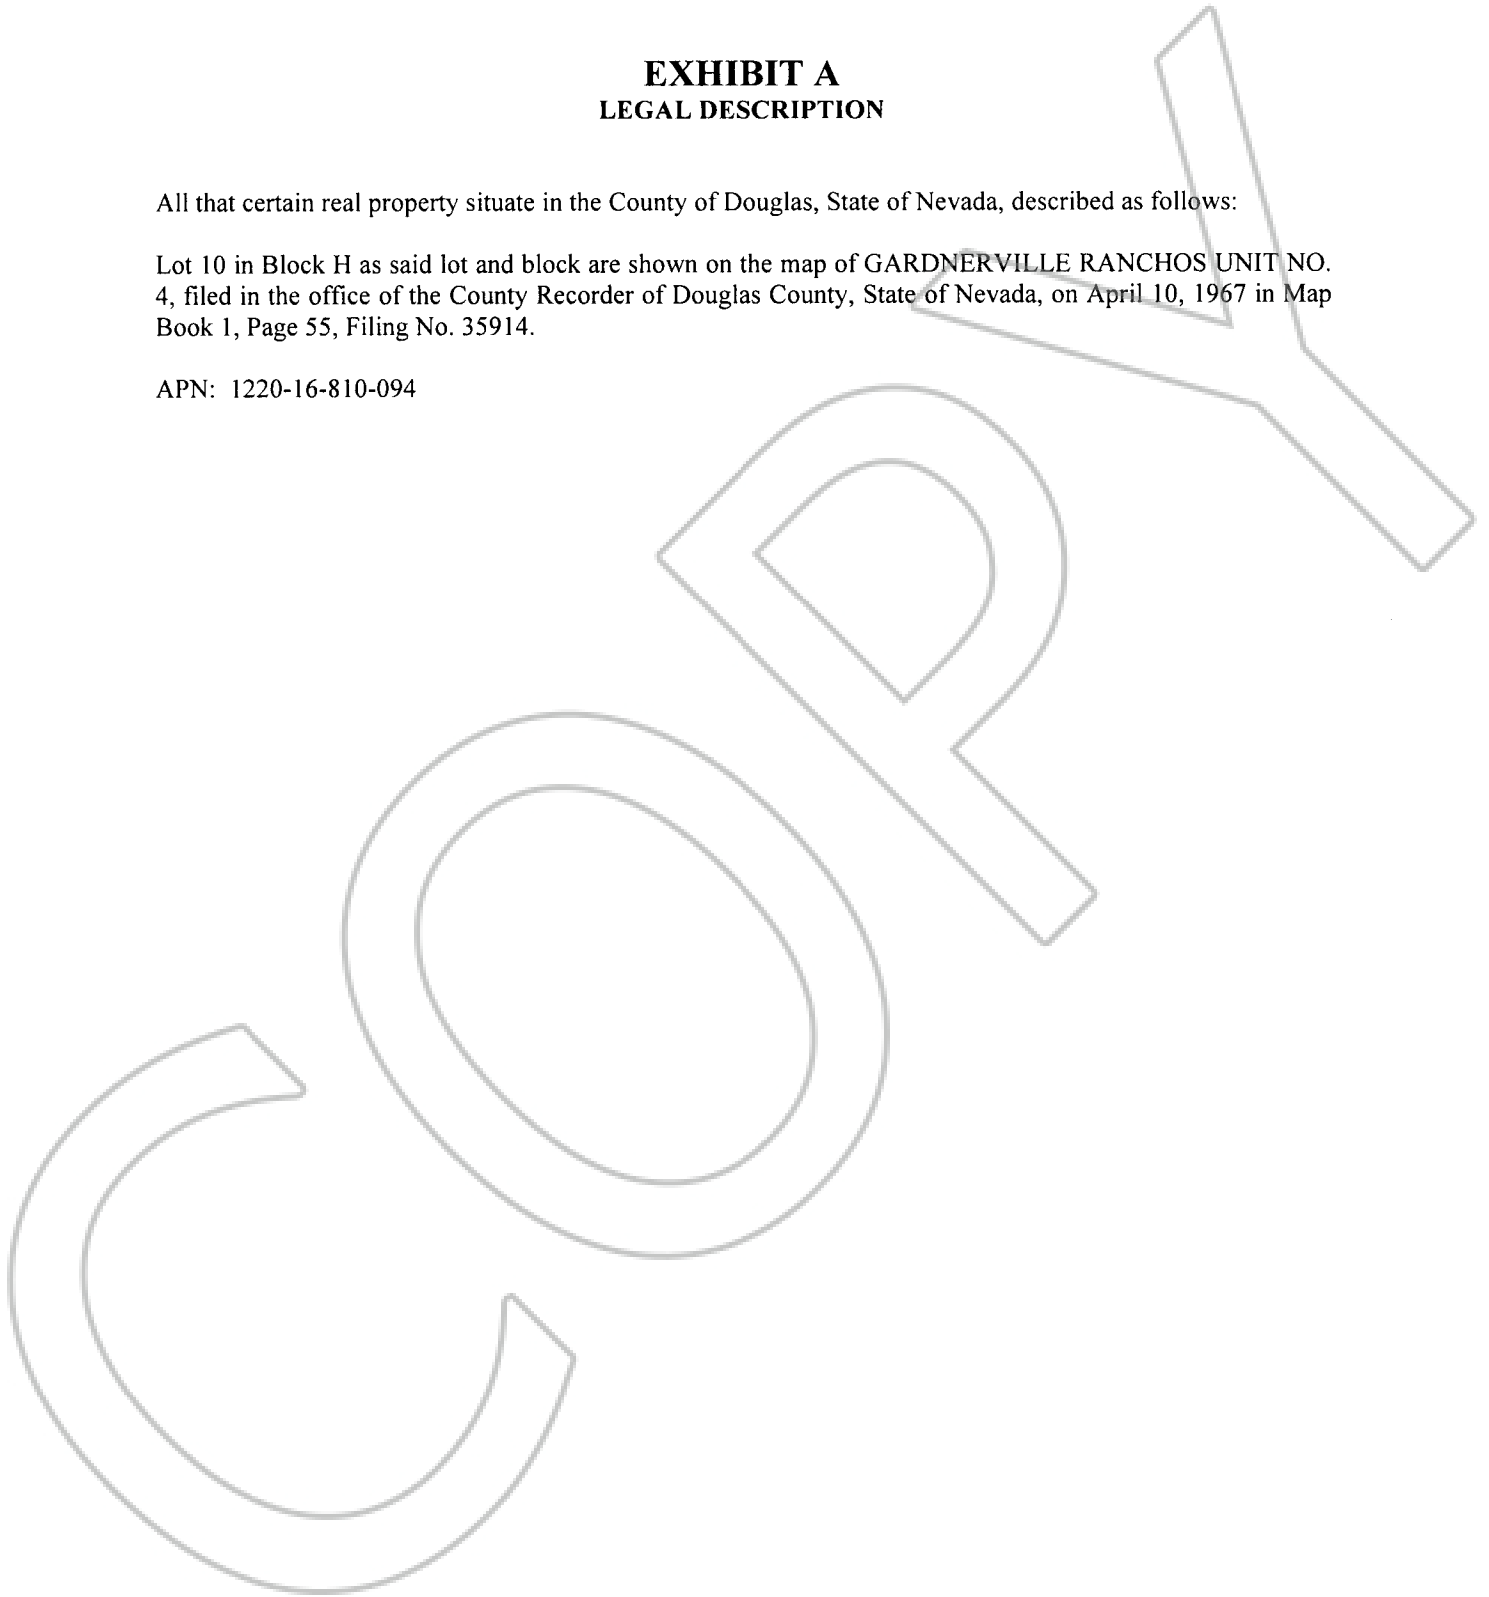 EXHIBIT A
LEGAL DESCRIPTION
All that certain real property situate in the County of Douglas, State of Nevada, described as follows:
Lot 10 in Block H as said lot and block are shown on the map of GARDNERVILLE RANCHOS UNIT NO.
4, filed in the office of the County Recorder of Douglas County, State of Nevada, on April 10, 1967 in Map
Book 1, Page 55, Filing No. 35914.
APN: 1220-16-810-094
COPY